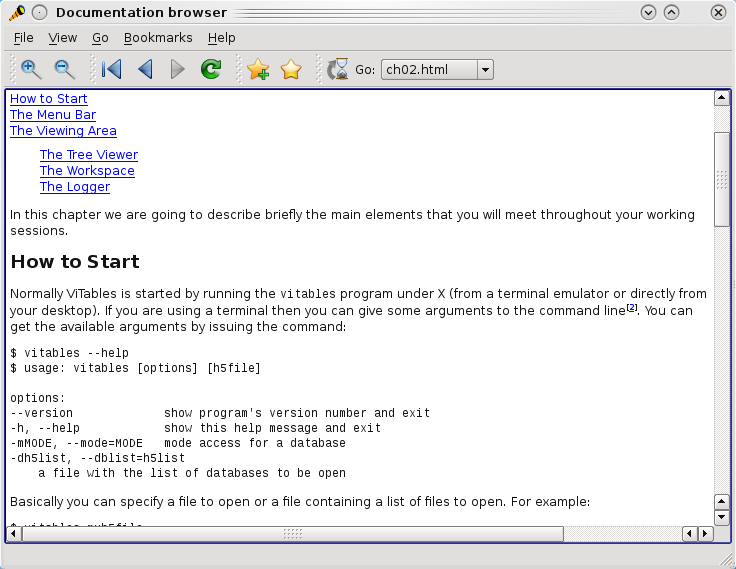 Documentation browser
File View Go Bookmarks Help
Go: ch02.html
How to Start
The Menu Bar
The Viewing Area
The Tree Viewer
The Workspace
The Logger
In this chapter we are going to describe briefly the main elements that you will meet throughout your working
sessions.
How to Start
Normally ViTables is started by running the vitables program under X (from a terminal emulator or directly from
your desktop). If you are using a terminal then you can give some arguments to the command line[2]. You can
get the available arguments by issuing the command:
$ vitables --help
$ usage: vitables [options] [h5file]
options:
--version show program's version number and exit
-h, --help show this help message and exit
-mMODE, --mode=MODE mode access for a database
-dh5list, --dblist=h5list
a file with the list of databases to be open
Basically you can specify a file to open or a file containing a list of files to open. For example:
$ vitables myh5file